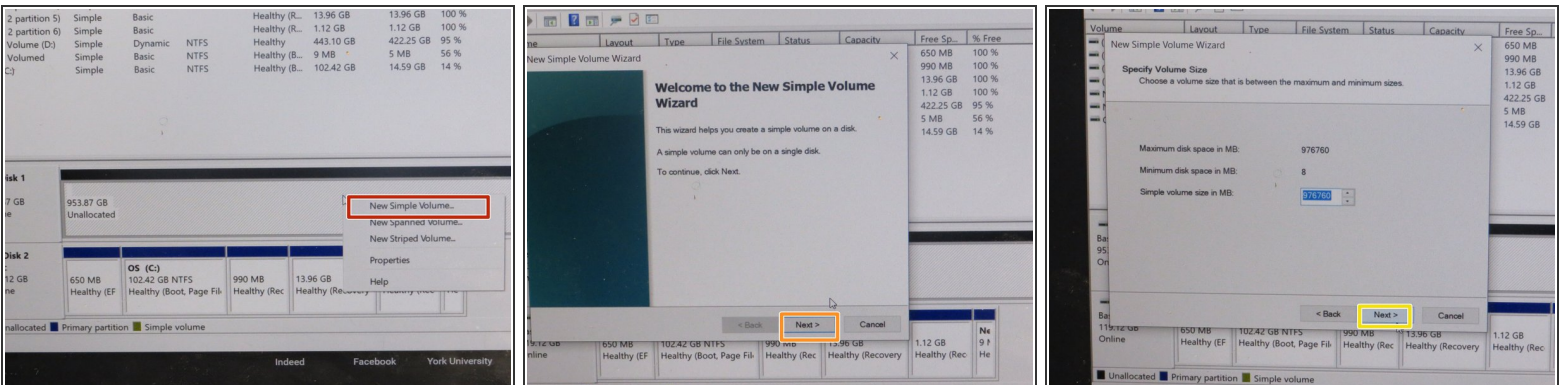 2 partition 5) Simple Basic Healthy (R... 13.96 GB 13.96 GB 100 %
2 partition 6) Simple Basic Healthy (R... 1.12 GB 1.12 GB 100 %
Volume (D:) Simple Dynamic NTFS Healthy 443.10 GB 422.25 GB 95 %
Volumed Simple Basic NTFS Healthy (B... 9 MB 5 MB 56 %
C:) Simple Basic NTFS Healthy (B... 102.42 GB 14.59 GB 14 %
isk 1
7 GB
953.87 GB
Unallocated
New Simple Volume...
New Spanned Volume...
New Striped Volume...
Properties
Help
Disk 2
12 GB
ne
650 MB
Healthy (EF
OS (C:)
102.42 GB NTFS
Healthy (Boot, Page Fil
990 MB
Healthy (Rec
13.96 GB
nallocated Primary partition Simple volume
Indeed Facebook York University
Layout Type File System Status Capacity Free Sp... % Free
650 MB 100 %
990 MB 100 %
13.96 GB 100 %
1.12 GB 100 %
422.25 GB 95 %
5 MB 56 %
14.59 GB 14 %
New Simple Volume Wizard
Welcome to the New Simple Volume
Wizard
This wizard helps you create a simple volume on a disk.
A simple volume can only be on a single disk.
To continue, click Next.
< Back Next > Cancel
nline
650 MB
Healthy (EF
102.42 GB NTFS
Healthy (Boot, Page Fil
990 MB
Healthy (Rec
13.96 GB
Healthy (Recovery
1.12 GB
Healthy (Rec
Volume Layout Type File System Status Capacity Free Sp...
650 MB
990 MB
13.96 GB
1.12 GB
422.25 GB
5 MB
14.59 GB
New Simple Volume Wizard
Specify Volume Size
Choose a volume size that is between the maximum and minimum sizes.
Maximum disk space in MB: 976760
Minimum disk space in MB: 8
Simple volume size in MB: 976760
< Back Next > Cancel
Ba
95
On
Ba
119.12 GB
Online
650 MB
Healthy (EF
102.42 GB NTFS
Healthy (Boot, Page Fil
990 MB
Healthy (Rec
13.96 GB
Healthy (Recovery
1.12 GB
Healthy (Rec
Unallocated Primary partition Simple volume